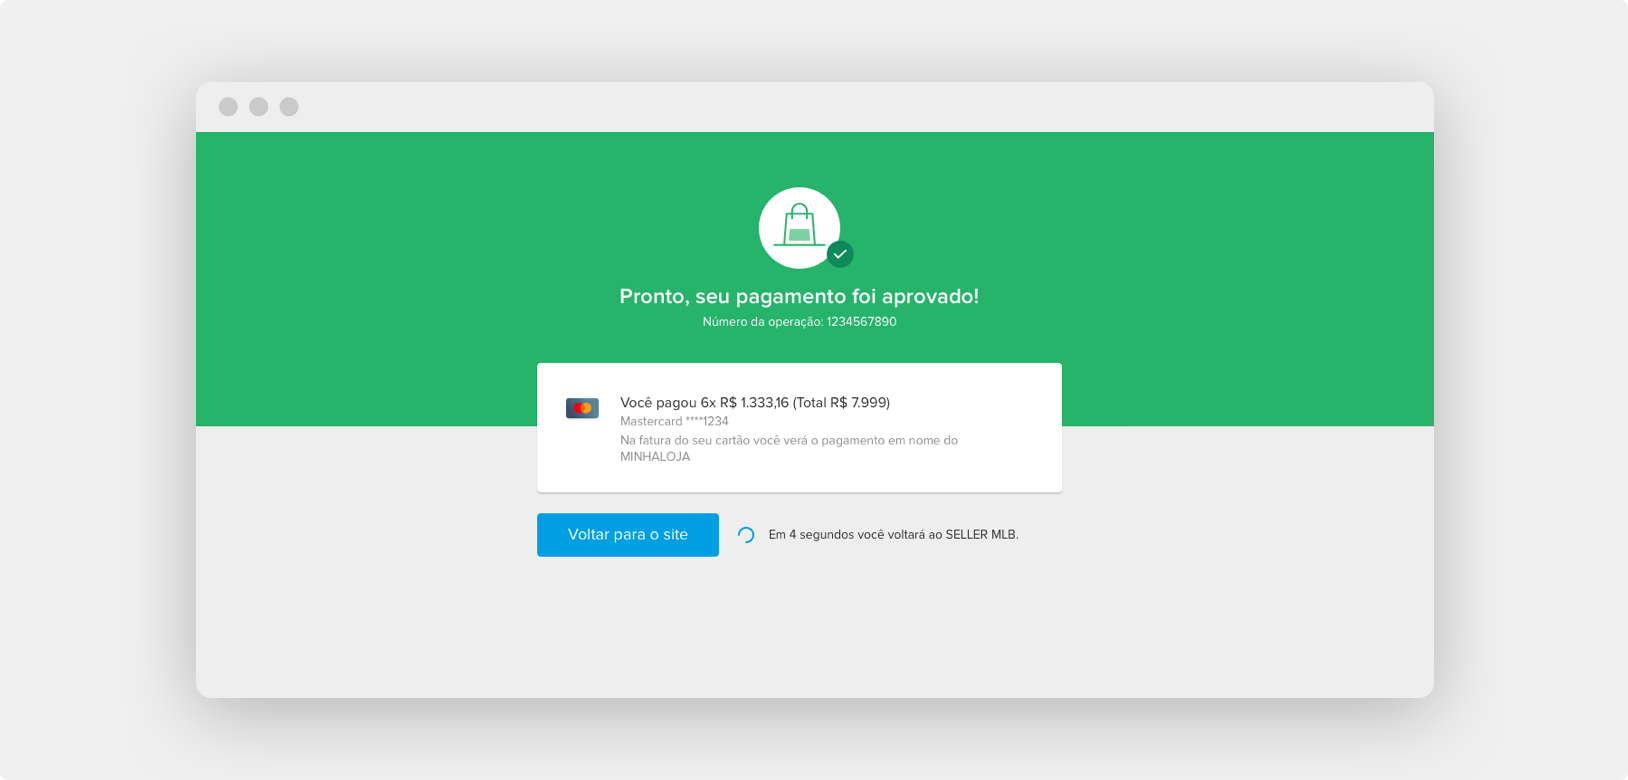 Pronto, seu pagamento foi aprovado!
Número da operação: 1234567890
Você pagou 6x R$ 1.333,16 (Total R$ 7.999)
Mastercard ****1234
Na fatura do seu cartão você verá o pagamento em nome do
MINHALOJA
Voltar para o site
Em 4 segundos você voltará ao SELLER MLB.